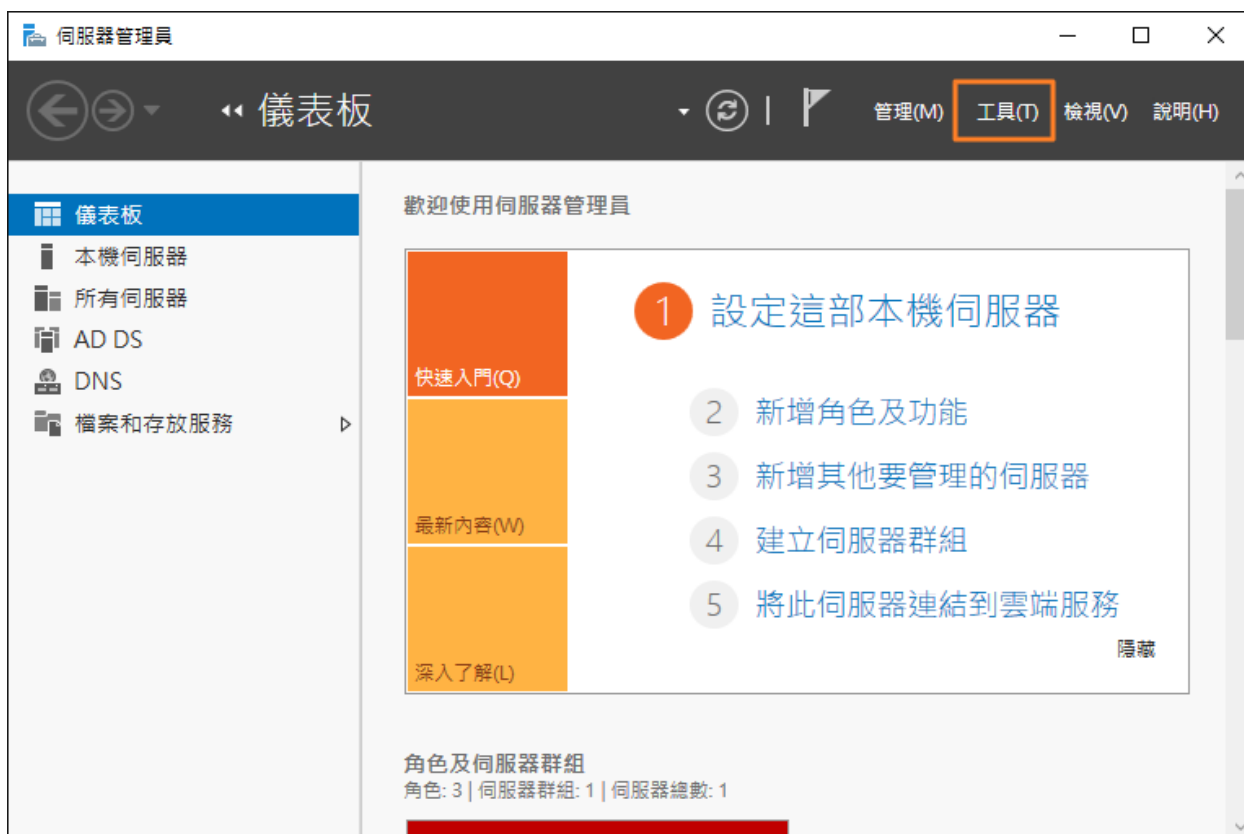 伺服器管理員
儀表板
管理(M) 工具(T) 檢視(V) 說明(H)
儀表板
本機伺服器
所有伺服器
AD DS
DNS
檔案和存放服務
歡迎使用伺服器管理員
快速入門(Q)
最新內容(W)
深入了解(L)
1 設定這部本機伺服器
2 新增角色及功能
3 新增其他要管理的伺服器
4 建立伺服器群組
5 將此伺服器連結到雲端服務
隱藏
角色及伺服器群組
角色: 3 | 伺服器群組: 1 | 伺服器總數: 1